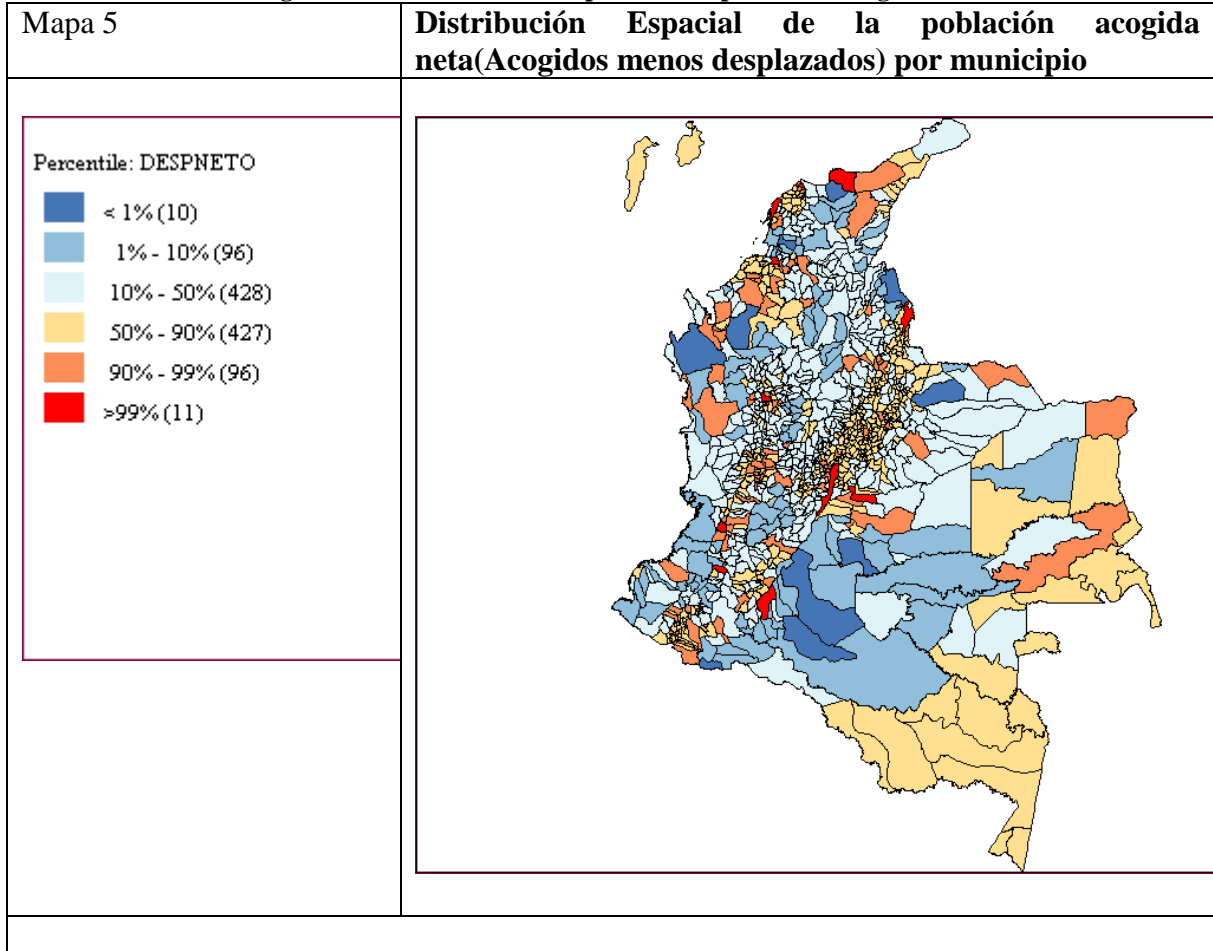 Mapa 5
Distribución Espacial de la población acogida
neta(Acogidos menos desplazados) por municipio
Percentile: DESPNETO
< 1% (10)
1% - 10% (96)
10% - 50% (428)
50% - 90% (427)
90% - 99% (96)
>99% (11)